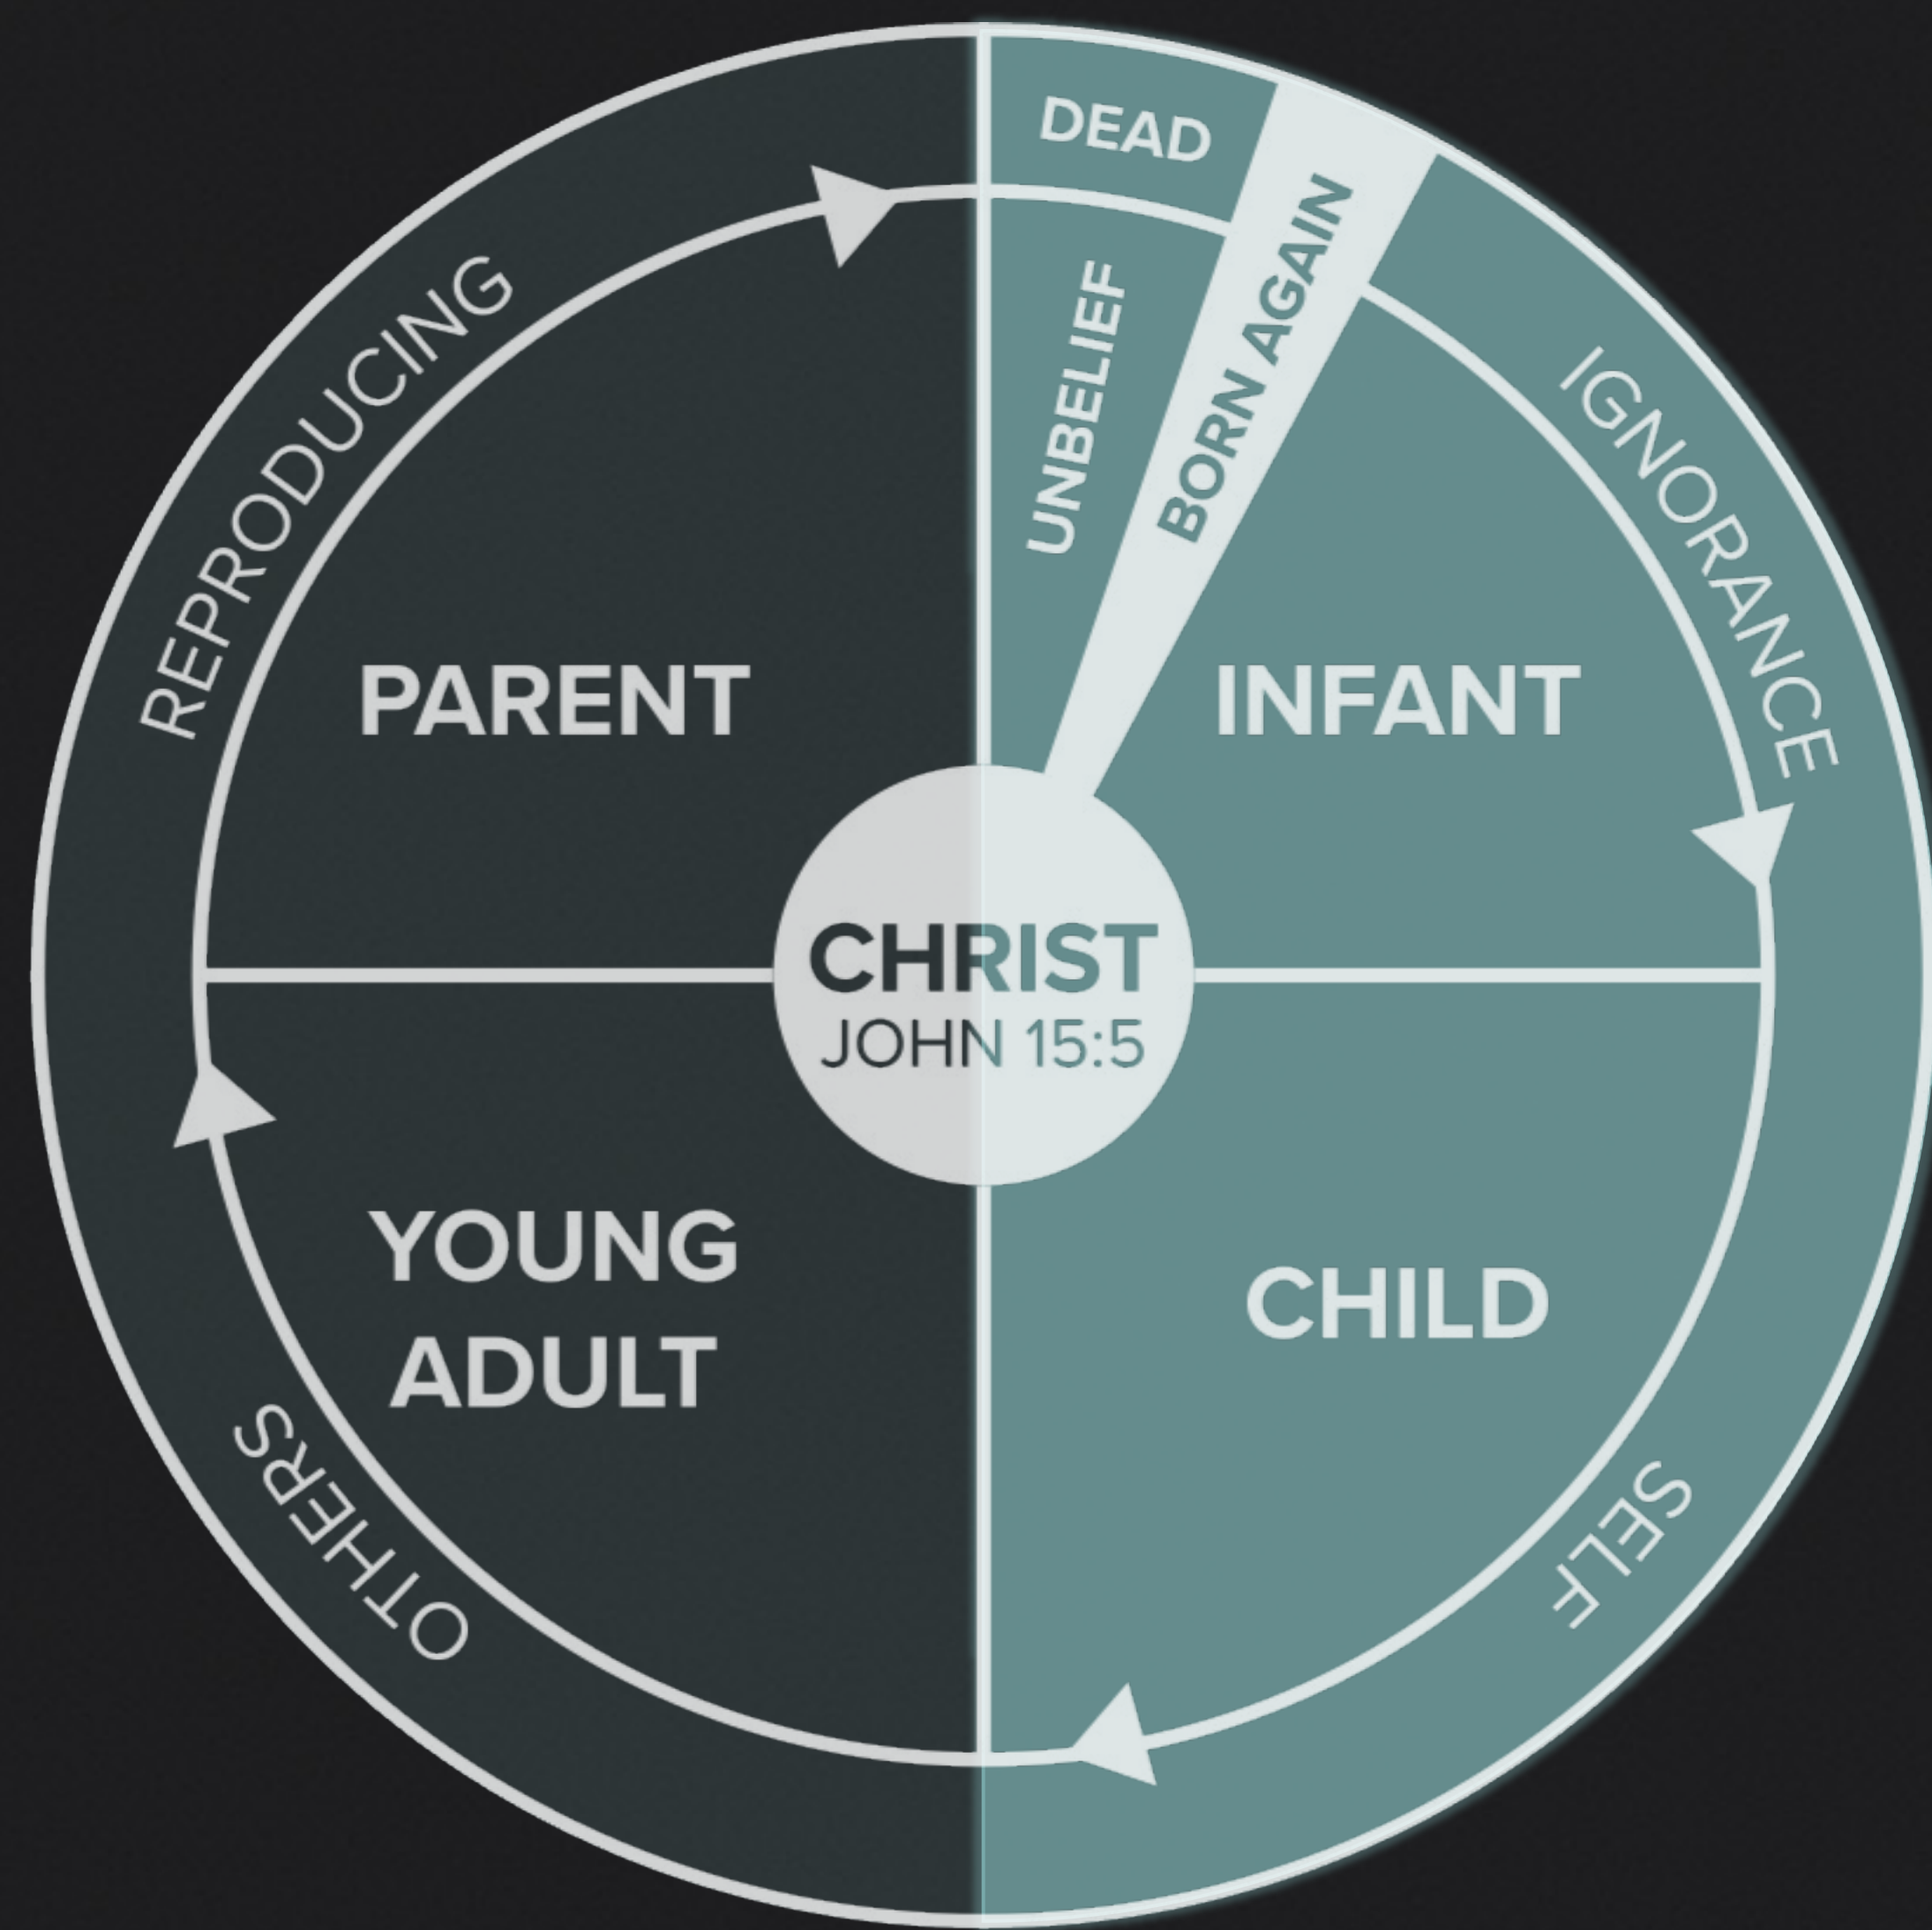 DEAD
UNBELIEF
BORN AGAIN
IGNORANCE
INFANT
CHILD
SELF
YOUNG
ADULT
OTHERS
PARENT
REPRODUCING
CHRIST
JOHN 15:5